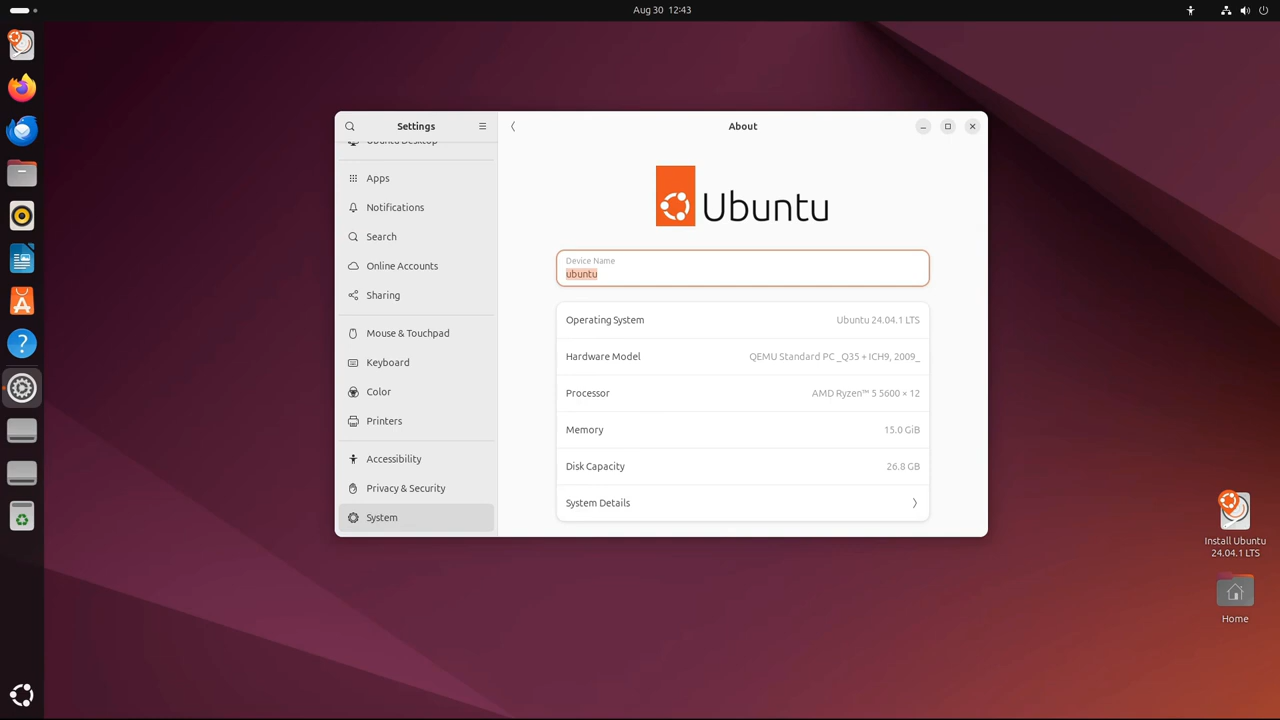 Aug 30 12:43
Settings
About
Ubuntu Desktop
Apps
Notifications
Search
Online Accounts
Sharing
Mouse & Touchpad
Keyboard
Color
Printers
Accessibility
Privacy & Security
System
Ubuntu
Device Name
ubuntu
Operating System Ubuntu 24.04.1 LTS
Hardware Model QEMU Standard PC _Q35 + ICH9, 2009_
Processor AMD Ryzen™ 5 5600 × 12
Memory 15.0 GiB
Disk Capacity 26.8 GB
System Details
Install Ubuntu
24.04.1 LTS
Home